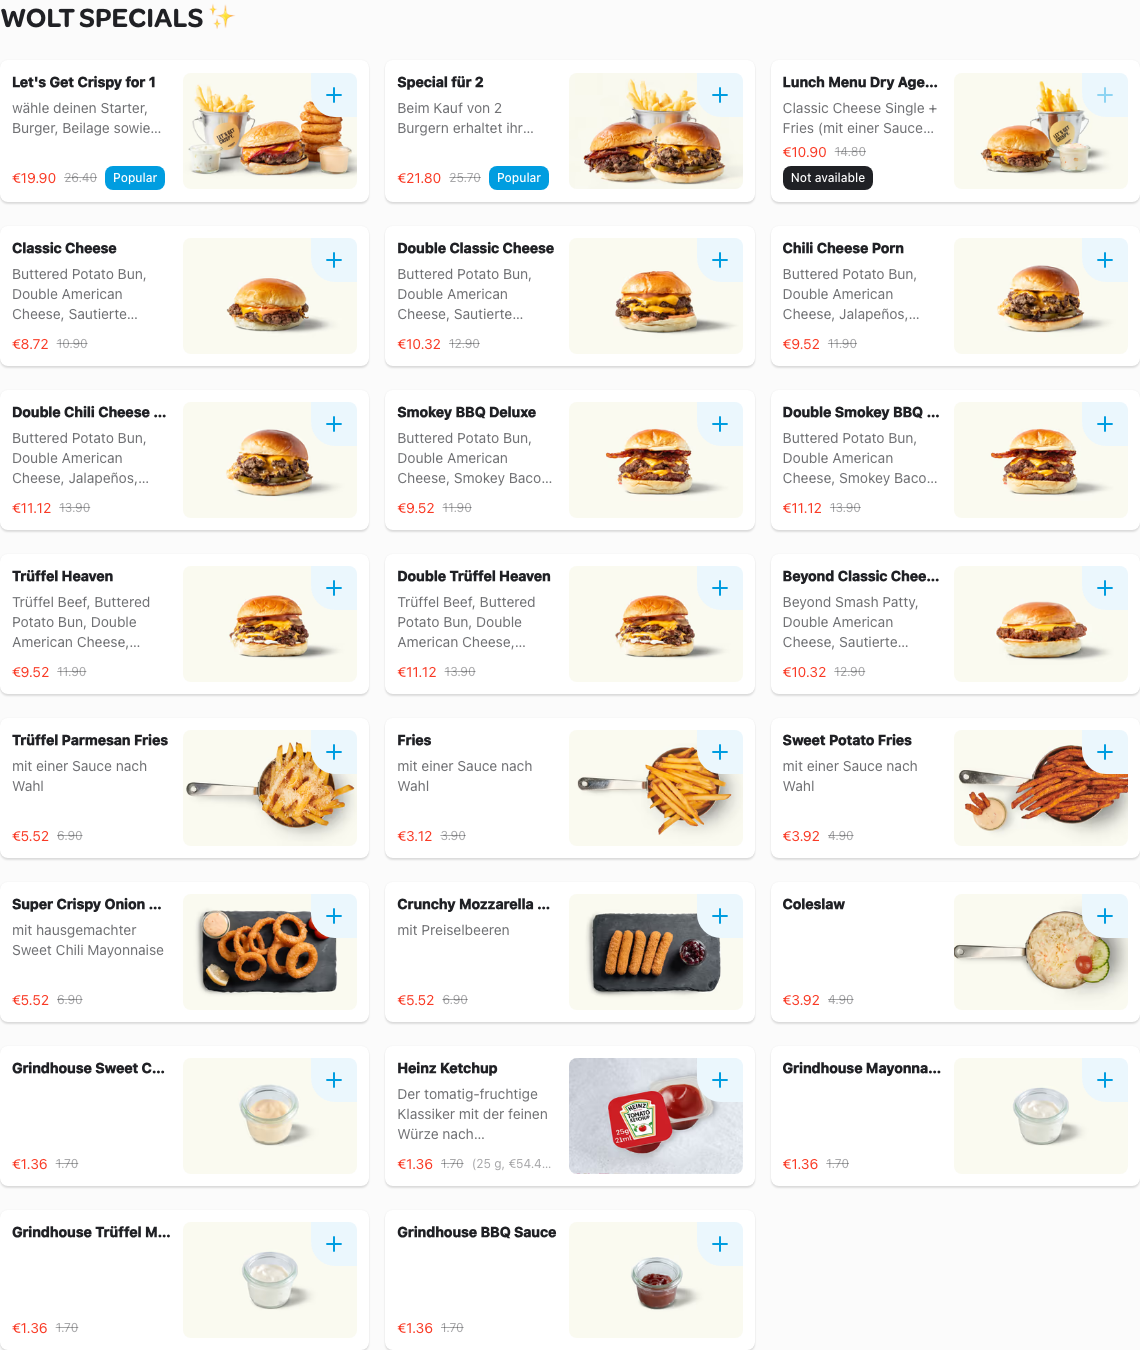 WOLT SPECIALS ✨
Let's Get Crispy for 1
wähle deinen Starter,
Burger, Beilage sowie...
€19.90 26.40 Popular
LET'S GET
CRISPY.
Special für 2
Beim Kauf von 2
Burgern erhaltet ihr...
€21.80 25.70 Popular
Lunch Menu Dry Age...
Classic Cheese Single +
Fries (mit einer Sauce...
€10.90 14.80
Not available
Classic Cheese
Buttered Potato Bun,
Double American
Cheese, Sautierte...
€8.72 10.90
Double Classic Cheese
Buttered Potato Bun,
Double American
Cheese, Sautierte...
€10.32 12.90
Chili Cheese Porn
Buttered Potato Bun,
Double American
Cheese, Jalapeños,...
€9.52 11.90
Double Chili Cheese ...
Buttered Potato Bun,
Double American
Cheese, Jalapeños,...
€11.12 13.90
Smokey BBQ Deluxe
Buttered Potato Bun,
Double American
Cheese, Smokey Baco...
€9.52 11.90
Double Smokey BBQ ...
Buttered Potato Bun,
Double American
Cheese, Smokey Baco...
€11.12 13.90
Trüffel Heaven
Trüffel Beef, Buttered
Potato Bun, Double
American Cheese,...
€9.52 11.90
Double Trüffel Heaven
Trüffel Beef, Buttered
Potato Bun, Double
American Cheese,...
€11.12 13.90
Beyond Classic Chee...
Beyond Smash Patty,
Double American
Cheese, Sautierte...
€10.32 12.90
Trüffel Parmesan Fries
mit einer Sauce nach
Wahl
€5.52 6.90
Fries
mit einer Sauce nach
Wahl
€3.12 3.90
Sweet Potato Fries
mit einer Sauce nach
Wahl
€3.92 4.90
Super Crispy Onion ...
mit hausgemachter
Sweet Chili Mayonnaise
€5.52 6.90
Crunchy Mozzarella ...
mit Preiselbeeren
€5.52 6.90
Coleslaw
€3.92 4.90
Grindhouse Sweet C...
€1.36 1.70
Heinz Ketchup
Der tomatig-fruchtige
Klassiker mit der feinen
Würze nach...
€1.36 1.70 (25 g, €54.4...
HEINZ
TOMATO
KETCHUP
25g
21ml
Grindhouse Mayonna...
€1.36 1.70
Grindhouse Trüffel M...
€1.36 1.70
Grindhouse BBQ Sauce
€1.36 1.70